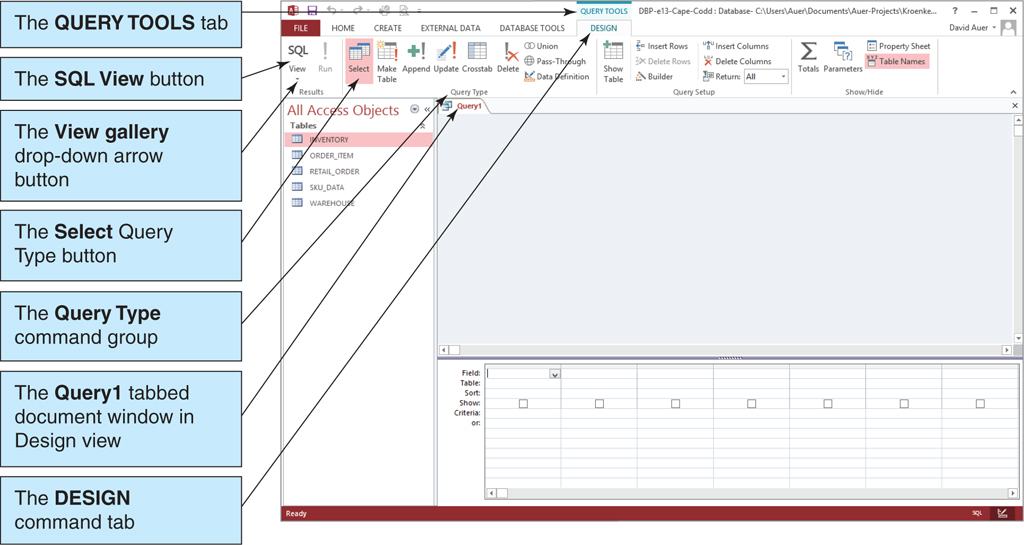 The QUERY TOOLS tab
The SQL View button
The View gallery
drop-down arrow
button
The Select Query
Type button
The Query Type
command group
The Query1 tabbed
document window in
Design view
The DESIGN
command tab
QUERY TOOLS
DBP-e13-Cape-Codd : Database- C:\Users\Auer\Documents\Auer-Projects\Kroenke...
FILE HOME CREATE EXTERNAL DATA DATABASE TOOLS DESIGN
David Auer
SQL
View
Run
Results
Select
Make
Table
Append
Update
Crosstab
Delete
Union
Pass-Through
Data Definition
Query Type
Show
Table
Insert Rows
Delete Rows
Builder
Insert Columns
Delete Columns
Return: All
Query Setup
Totals
Parameters
Property Sheet
Table Names
Show/Hide
All Access Objects
Tables
INVENTORY
ORDER_ITEM
RETAIL_ORDER
SKU_DATA
WAREHOUSE
Query1
Field:
Table:
Sort:
Show:
Criteria:
or:
Ready
SQL